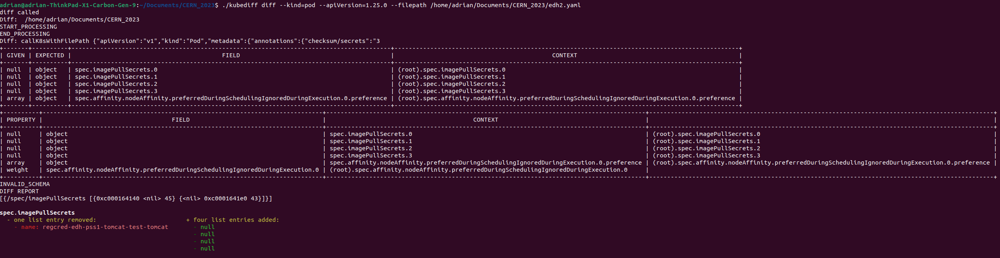 adrian@adrian-ThinkPad-X1-Carbon-Gen-9:~/Documents/CERN_2023$ ./kubediff diff --kind=pod --apiVersion=1.25.0 --filepath /home/adrian/Documents/CERN_2023/edh2.yaml
diff called
Diff:  /home/adrian/Documents/CERN_2023
START_PROCESSING
END_PROCESSING
Diff: callK8sWithFilePath {"apiVersion":"v1","kind":"Pod","metadata":{"annotations":{"checksum/secrets":"3
| GIVEN | EXPECTED | FIELD | CONTEXT |
| null | object | spec.imagePullSecrets.0 | (root).spec.imagePullSecrets.0 |
| null | object | spec.imagePullSecrets.1 | (root).spec.imagePullSecrets.1 |
| null | object | spec.imagePullSecrets.2 | (root).spec.imagePullSecrets.2 |
| null | object | spec.imagePullSecrets.3 | (root).spec.imagePullSecrets.3 |
| array | object | spec.affinity.nodeAffinity.preferredDuringSchedulingIgnoredDuringExecution.0.preference | (root).spec.affinity.nodeAffinity.preferredDuringSchedulingIgnoredDuringExecution.0.preference |
| PROPERTY | FIELD | CONTEXT | |
| null | object | spec.imagePullSecrets.0 | (root).spec.imagePullSecrets.0 |
| null | object | spec.imagePullSecrets.1 | (root).spec.imagePullSecrets.1 |
| null | object | spec.imagePullSecrets.2 | (root).spec.imagePullSecrets.2 |
| null | object | spec.imagePullSecrets.3 | (root).spec.imagePullSecrets.3 |
| array | object | spec.affinity.nodeAffinity.preferredDuringSchedulingIgnoredDuringExecution.0.preference | (root).spec.affinity.nodeAffinity.preferredDuringSchedulingIgnoredDuringExecution.0.preference |
| weight | spec.affinity.nodeAffinity.preferredDuringSchedulingIgnoredDuringExecution.0 | (root).spec.affinity.nodeAffinity.preferredDuringSchedulingIgnoredDuringExecution.0 |
INVALID_SCHEMA
DIFF REPORT
[{/spec/imagePullSecrets [{0xc000164140 <nil> 45} {<nil> 0xc0001641e0 43}]}]
spec.imagePullSecrets
- one list entry removed: + four list entries added:
- name: regcred-edh-pss1-tomcat-test-tomcat - null
- null
- null
- null